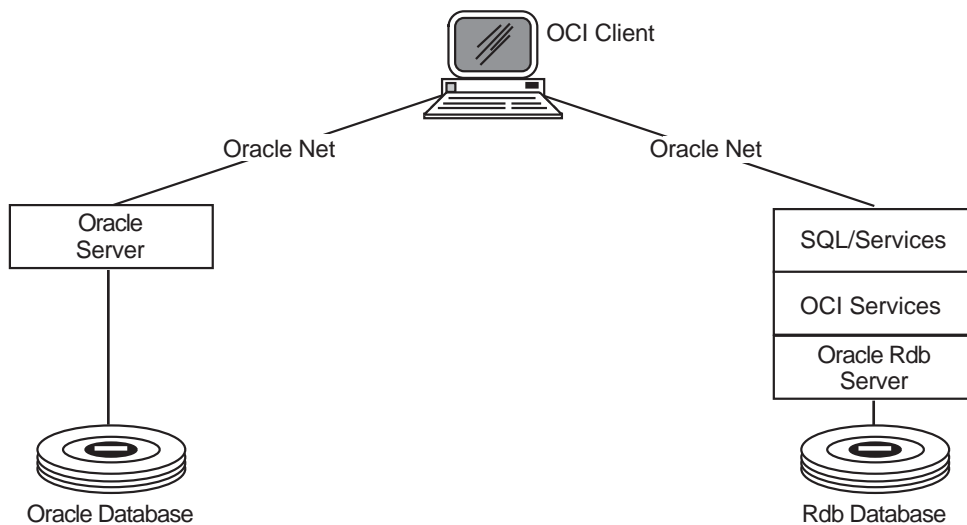 OCI Client
Oracle Net
Oracle Net
Oracle
Server
SQL/Services
OCI Services
Oracle Rdb
Server
Oracle Database
Rdb Database